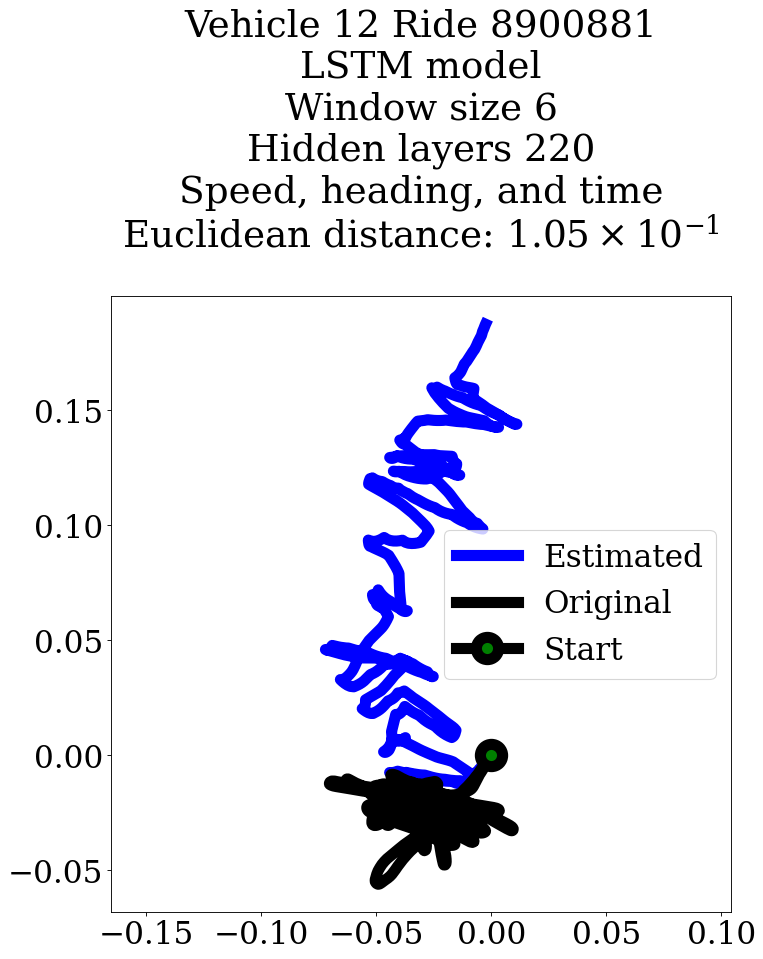 Vehicle 12 Ride 8900881
LSTM model
Window size 6
Hidden layers 220
Speed, heading, and time
Euclidean distance: 1.05 × 10⁻¹
0.15
0.10
0.05
0.00
−0.05
Estimated
Original
Start
−0.15 −0.10 −0.05 0.00 0.05 0.10